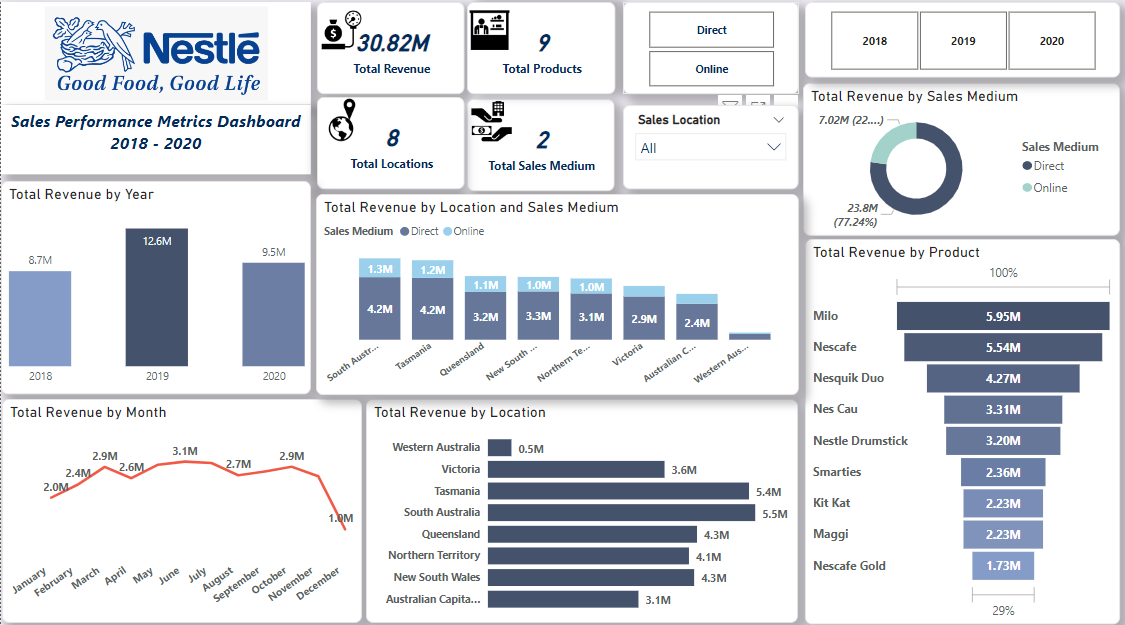 Nestlé
Good Food, Good Life
Sales Performance Metrics Dashboard
2018 - 2020
30.82M
Total Revenue
9
Total Products
8
Total Locations
2
Total Sales Medium
Direct
Online
Sales Location
All
2018 2019 2020
Total Revenue by Sales Medium
7.02M (22....)
23.8M
(77.24%)
Sales Medium
Direct
Online
Total Revenue by Year
8.7M
12.6M
9.5M
2018 2019 2020
Total Revenue by Location and Sales Medium
Sales Medium Direct Online
1.3M 1.2M 1.1M 1.0M 1.0M
4.2M 4.2M 3.2M 3.3M 3.1M 2.9M 2.4M
South Austr... Tasmania Queensland New South ... Northern Te... Victoria Australian C... Western Aus...
Total Revenue by Product
100%
Milo 5.95M
Nescafe 5.54M
Nesquik Duo 4.27M
Nes Cau 3.31M
Nestle Drumstick 3.20M
Smarties 2.36M
Kit Kat 2.23M
Maggi 2.23M
Nescafe Gold 1.73M
29%
Total Revenue by Month
2.0M 2.4M 2.9M 2.6M 3.1M 2.7M 2.9M 1.0M
January February March April May June July August September October November December
Total Revenue by Location
Western Australia 0.5M
Victoria 3.6M
Tasmania 5.4M
South Australia 5.5M
Queensland 4.3M
Northern Territory 4.1M
New South Wales 4.3M
Australian Capita... 3.1M